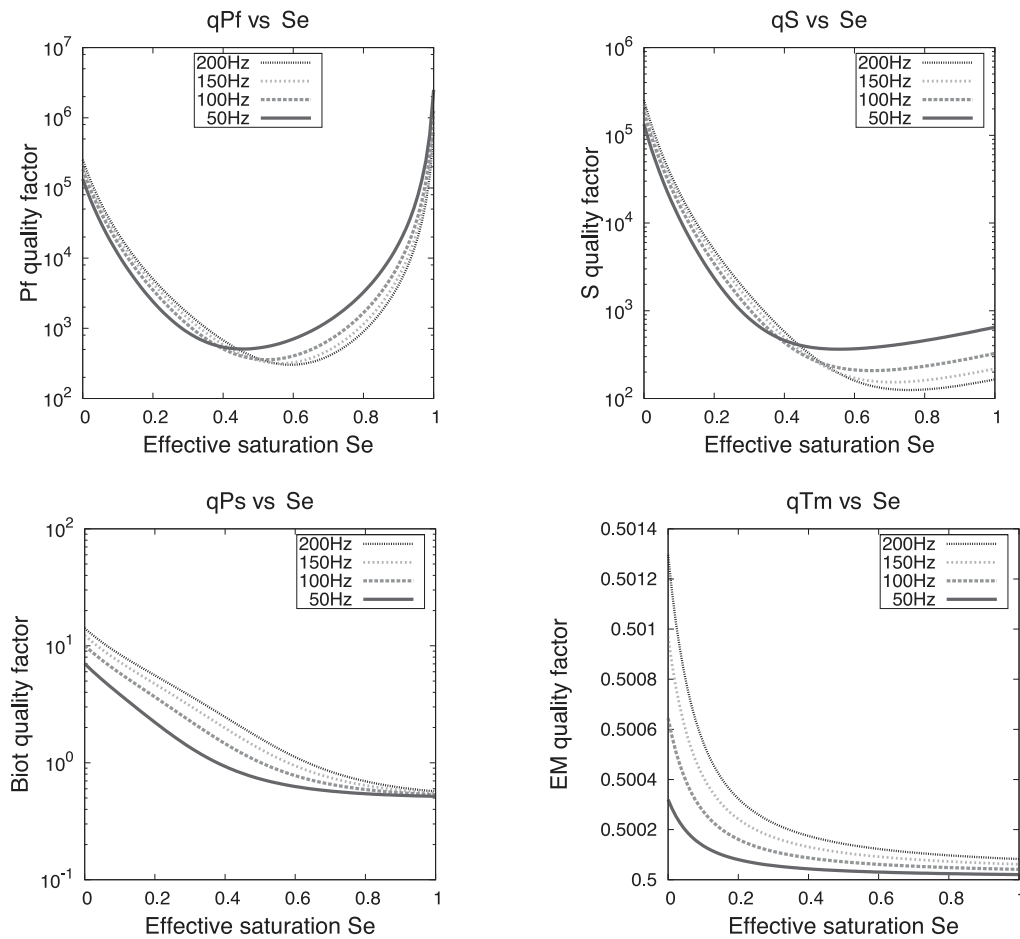 qPf vs Se
10^7
10^6
10^5
10^4
10^3
10^2
Pf quality factor
200Hz
150Hz
100Hz
50Hz
0 0.2 0.4 0.6 0.8 1
Effective saturation Se
qS vs Se
10^6
10^5
10^4
10^3
10^2
S quality factor
200Hz
150Hz
100Hz
50Hz
0 0.2 0.4 0.6 0.8 1
Effective saturation Se
qPs vs Se
10^2
10^1
10^0
10^-1
Biot quality factor
200Hz
150Hz
100Hz
50Hz
0 0.2 0.4 0.6 0.8 1
Effective saturation Se
qTm vs Se
0.5014
0.5012
0.501
0.5008
0.5006
0.5004
0.5002
0.5
EM quality factor
200Hz
150Hz
100Hz
50Hz
0 0.2 0.4 0.6 0.8 1
Effective saturation Se